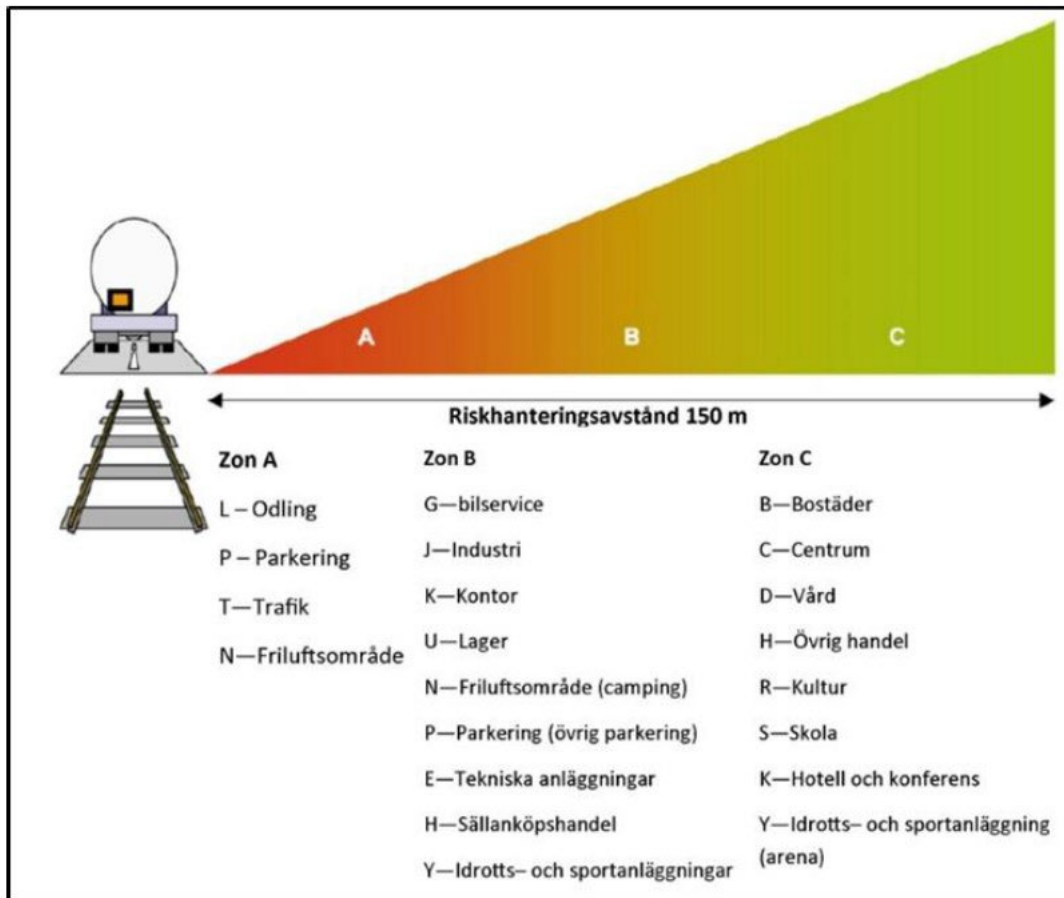 A
B
C
Riskhanteringsavstånd 150 m
Zon A
L – Odling
P – Parkering
T—Trafik
N—Friluftsområde
Zon B
G—bilservice
J—Industri
K—Kontor
U—Lager
N—Friluftsområde (camping)
P—Parkering (övrig parkering)
E—Tekniska anläggningar
H—Sällanköpshandel
Y—Idrotts– och sportanläggningar
Zon C
B—Bostäder
C—Centrum
D—Vård
H—Övrig handel
R—Kultur
S—Skola
K—Hotell och konferens
Y—Idrotts– och sportanläggning
(arena)